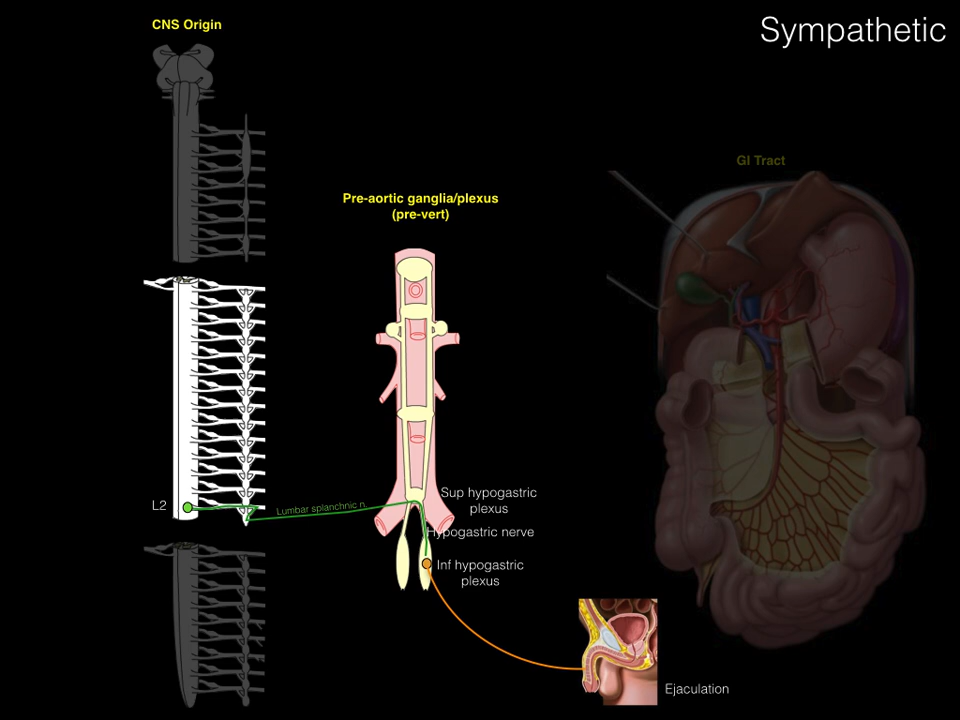 CNS Origin
Sympathetic
GI Tract
Pre-aortic ganglia/plexus
(pre-vert)
L2
Lumbar splanchnic n.
Sup hypogastric
plexus
Hypogastric nerve
Inf hypogastric
plexus
Ejaculation